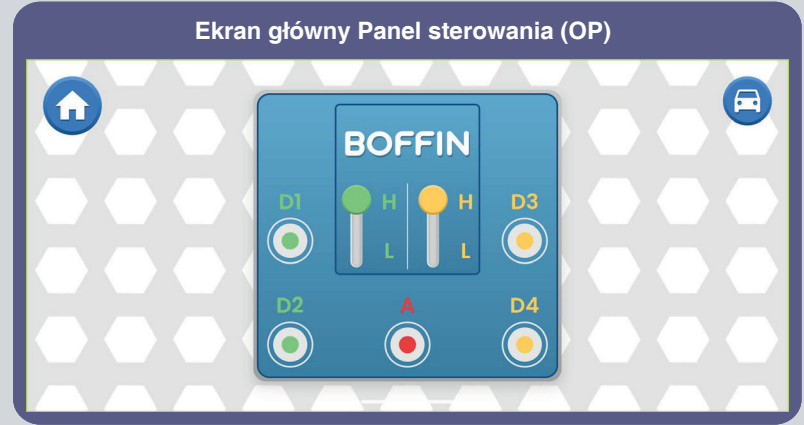 Ekran główny Panel sterowania (OP)
BOFFIN
D1 H H D3
L L
D2 A D4